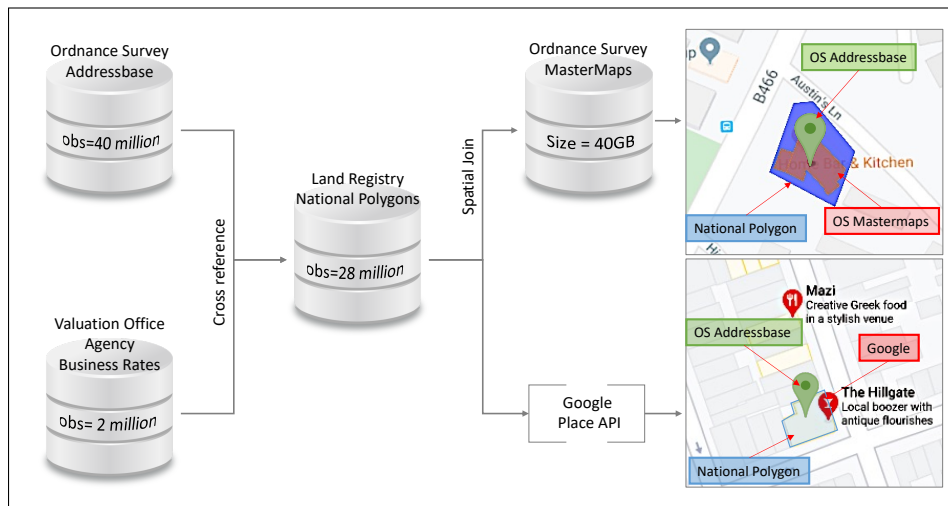 Ordnance Survey
Addressbase
obs=40 million
Valuation Office
Agency
Business Rates
obs= 2 million
Cross reference
Land Registry
National Polygons
obs=28 million
Spatial Join
Ordnance Survey
MasterMaps
Size = 40GB
Google
Place API
OS Addressbase
B466
Austin's Ln
Bar & Kitchen
National Polygon
OS Mastermaps
Mazi
Creative Greek food
in a stylish venue
OS Addressbase
Google
The Hillgate
Local boozer with
antique flourishes
National Polygon